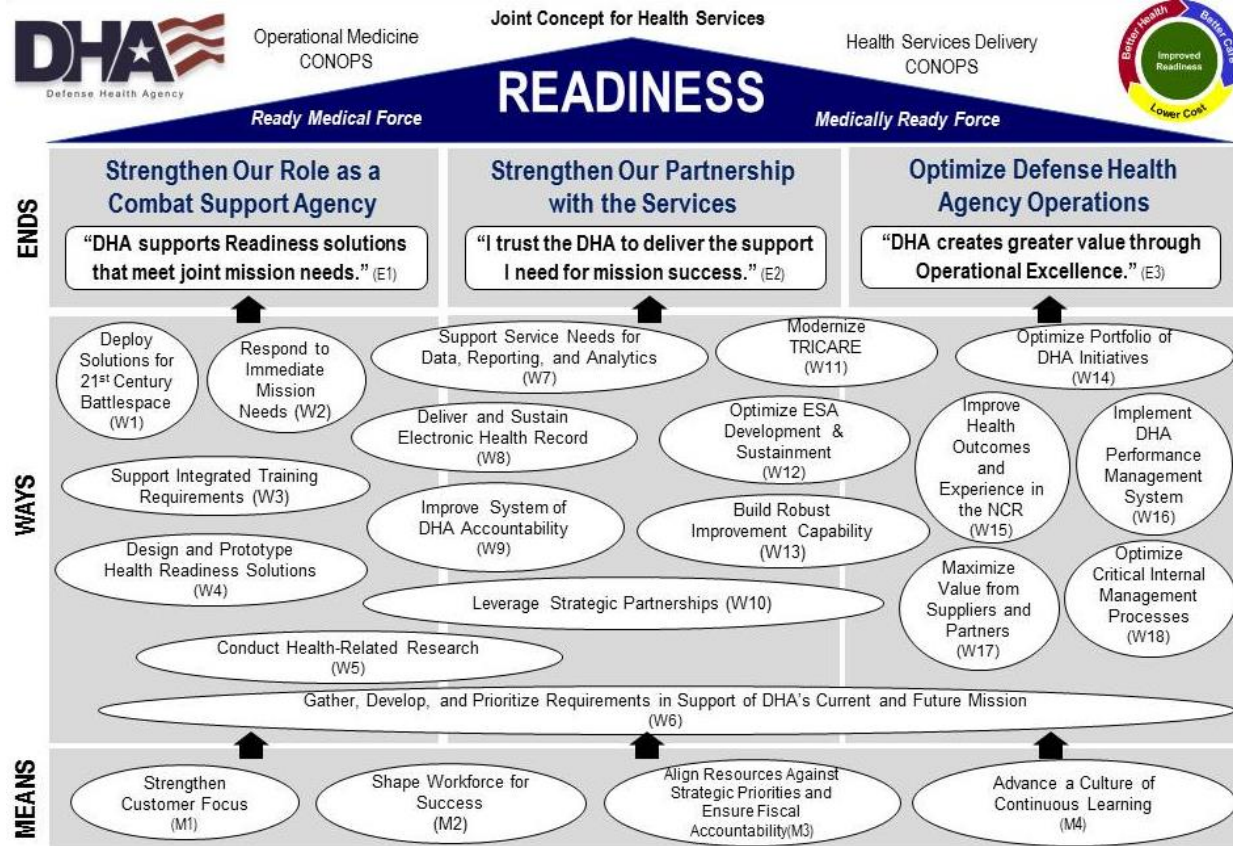 DHA
Defense Health Agency
Operational Medicine
CONOPS
Joint Concept for Health Services
Health Services Delivery
CONOPS
Better Health
Better Care
Improved
Readiness
Lower Cost
READINESS
Ready Medical Force
Medically Ready Force
ENDS
Strengthen Our Role as a
Combat Support Agency
"DHA supports Readiness solutions
that meet joint mission needs." (E1)
Strengthen Our Partnership
with the Services
"I trust the DHA to deliver the support
I need for mission success." (E2)
Optimize Defense Health
Agency Operations
"DHA creates greater value through
Operational Excellence." (E3)
WAYS
Deploy
Solutions for
21st Century
Battlespace
(W1)
Respond to
Immediate
Mission
Needs (W2)
Support Integrated Training
Requirements (W3)
Design and Prototype
Health Readiness Solutions
(W4)
Conduct Health-Related Research
(W5)
Gather, Develop, and Prioritize Requirements in Support of DHA's Current and Future Mission
(W6)
Support Service Needs for
Data, Reporting, and Analytics
(W7)
Deliver and Sustain
Electronic Health Record
(W8)
Improve System of
DHA Accountability
(W9)
Leverage Strategic Partnerships (W10)
Modernize
TRICARE
(W11)
Optimize ESA
Development &
Sustainment
(W12)
Build Robust
Improvement Capability
(W13)
Optimize Portfolio of
DHA Initiatives
(W14)
Improve
Health
Outcomes
and
Experience in
the NCR
(W15)
Implement
DHA
Performance
Management
System
(W16)
Maximize
Value from
Suppliers and
Partners
(W17)
Optimize
Critical Internal
Management
Processes
(W18)
MEANS
Strengthen
Customer Focus
(M1)
Shape Workforce for
Success
(M2)
Align Resources Against
Strategic Priorities and
Ensure Fiscal
Accountability(M3)
Advance a Culture of
Continuous Learning
(M4)